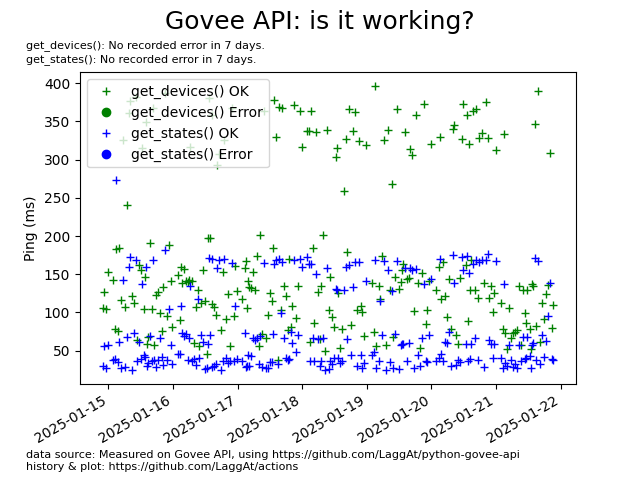 Govee API: is it working?
get_devices(): No recorded error in 7 days.
get_states(): No recorded error in 7 days.
get_devices() OK
get_devices() Error
get_states() OK
get_states() Error
Ping (ms)
400
350
300
250
200
150
100
50
2025-01-15
2025-01-16
2025-01-17
2025-01-18
2025-01-19
2025-01-20
2025-01-21
2025-01-22
data source: Measured on Govee API, using https://github.com/LaggAt/python-govee-api
history & plot: https://github.com/LaggAt/actions